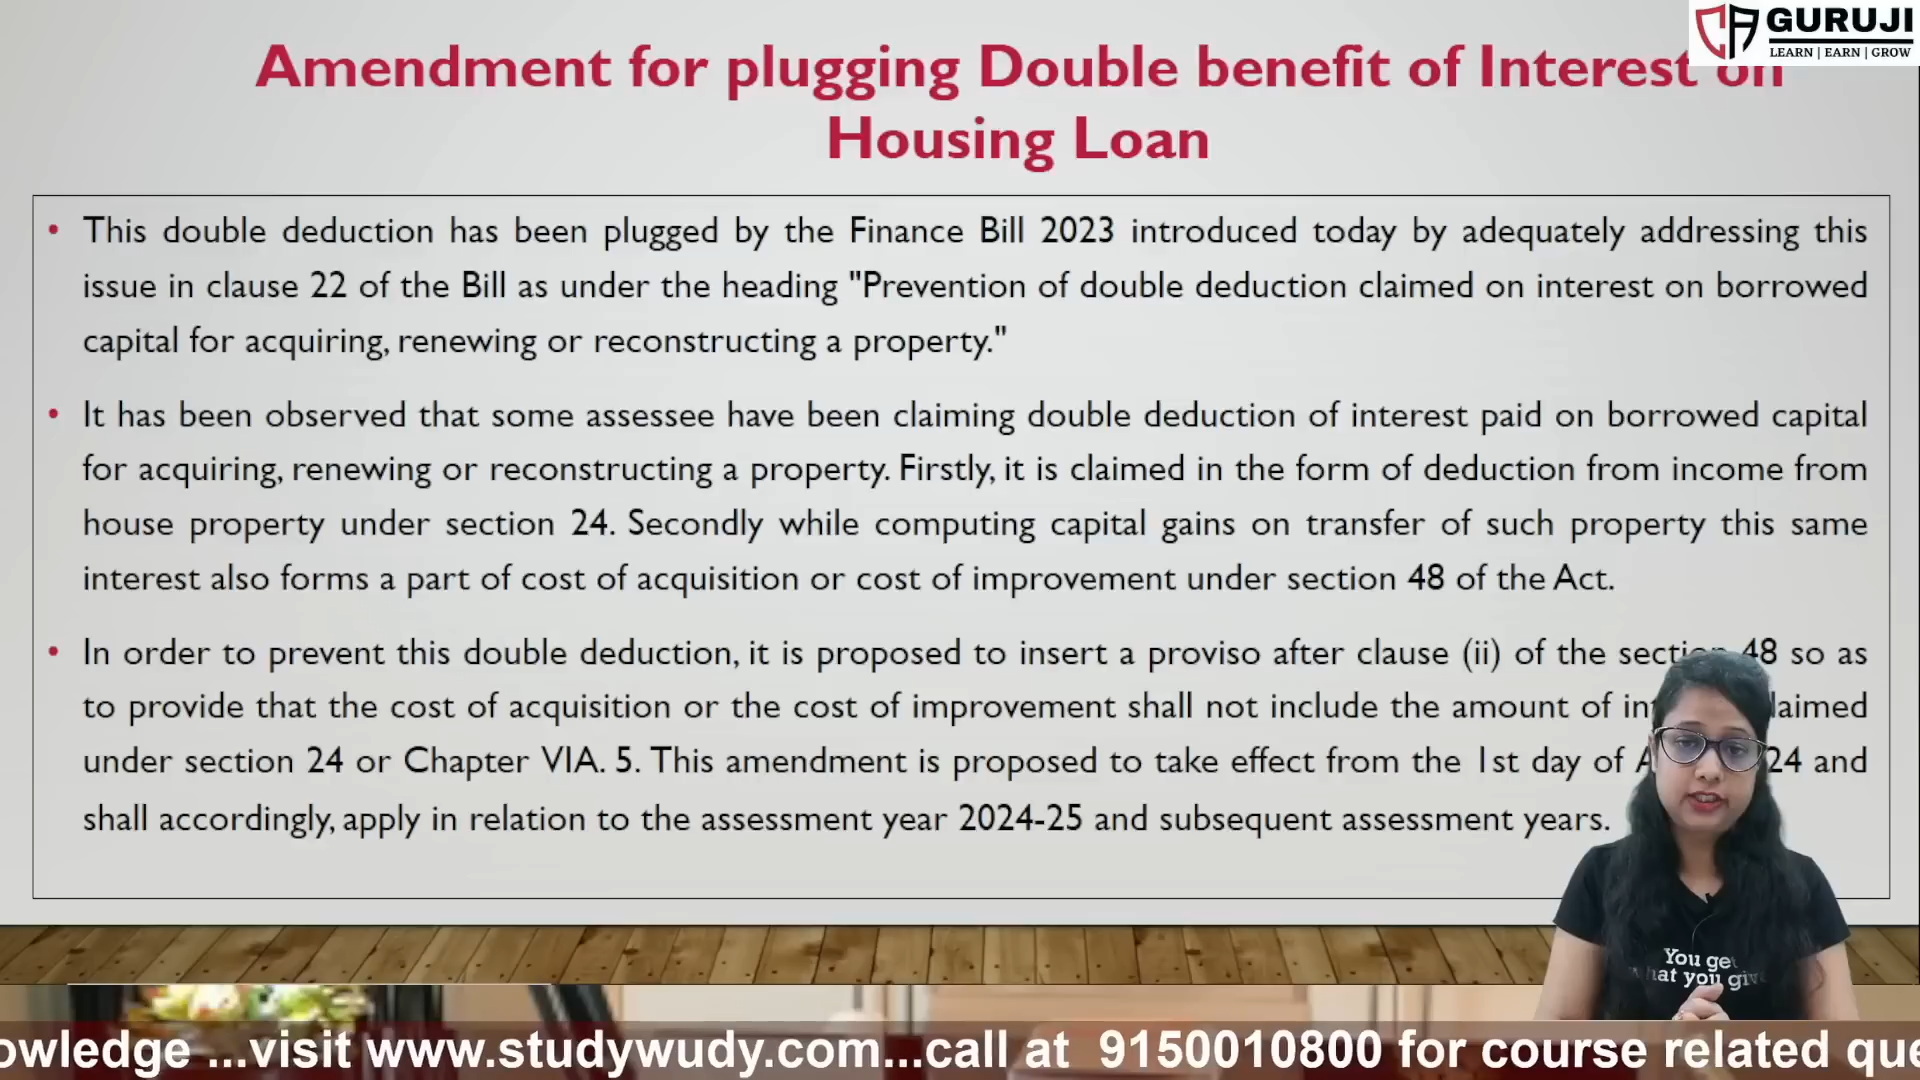 GURUJI
LEARN | EARN | GROW
Amendment for plugging Double benefit of Interest on
Housing Loan
• This double deduction has been plugged by the Finance Bill 2023 introduced today by adequately addressing this
issue in clause 22 of the Bill as under the heading "Prevention of double deduction claimed on interest on borrowed
capital for acquiring, renewing or reconstructing a property."
• It has been observed that some assessee have been claiming double deduction of interest paid on borrowed capital
for acquiring, renewing or reconstructing a property. Firstly, it is claimed in the form of deduction from income from
house property under section 24. Secondly while computing capital gains on transfer of such property this same
interest also forms a part of cost of acquisition or cost of improvement under section 48 of the Act.
• In order to prevent this double deduction, it is proposed to insert a proviso after clause (ii) of the section 48 so as
to provide that the cost of acquisition or the cost of improvement shall not include the amount of
under section 24 or Chapter VIA. 5. This amendment is proposed to take effect from the 1st day of 24 and
shall accordingly, apply in relation to the assessment year 2024-25 and subsequent assessment years.
You get
what you give
owledge ...visit www.studywudy.com...call at 9150010800 for course related que